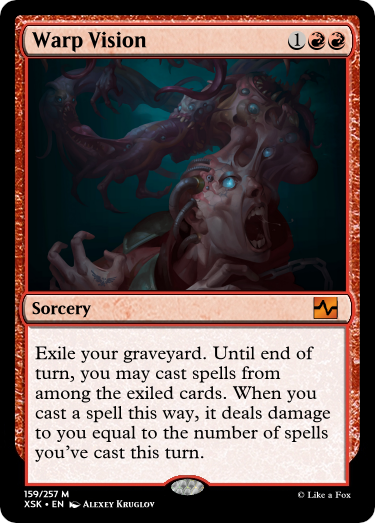 Warp Vision 1
Sorcery
Exile your graveyard. Until end of
turn, you may cast spells from
among the exiled cards. When you
cast a spell this way, it deals damage
to you equal to the number of spells
you've cast this turn.
159/257 M
XSK • EN Alexey Kruglov
© Like a Fox